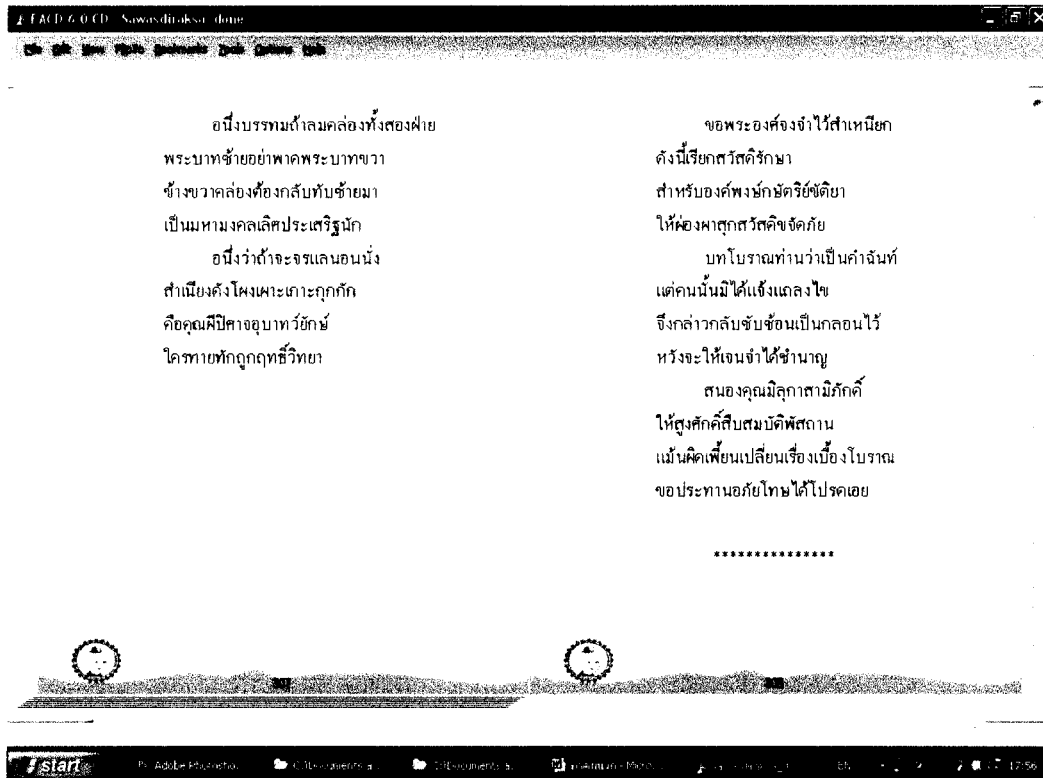 Sawasdiraksa done
อนึ่งบรรทมถ้าลมคล่องทั้งสองฝ่าย
พระบาทซ้ายอย่าพาดพระบาทขวา
ข้างขวาคล่องต้องกลับทับซ้ายมา
เป็นมหามงคลเลิศประเสริฐนัก
อนึ่งว่าถ้าจะจรแลนอนนั่ง
สำเนียงดังโผงเผาะเกาะกุกกัก
คือคุณผีปิศาจอุบาทว์ยักษ์
ใครทายทักถูกฤทธิ์วิทยา
ขอพระองค์จงจำไว้สำเหนียก
ดังนี้เรียกสวัสดิรักษา
สำหรับองค์พงษ์กษัตริย์ขัติยา
ให้ผ่องผาสุกสวัสดิขจัดภัย
บทโบราณท่านว่าเป็นคำฉันท์
แต่คนนั้นมิได้แจ้งแถลงไข
จึงกล่าวกลับซับซ้อนเป็นกลอนไว้
หวังจะให้เจนจำได้ชำนาญ
สนองคุณมิลุกาสามิภักดิ์
ให้สูงศักดิ์สืบสมบัติพัสถาน
แม้นผิดเพี้ยนเปลี่ยนเรื่องเบื้องโบราณ
ขอประทานอภัยโทษได้โปรดเอย
***************
start
Adobe Photosho.
EN
17:56